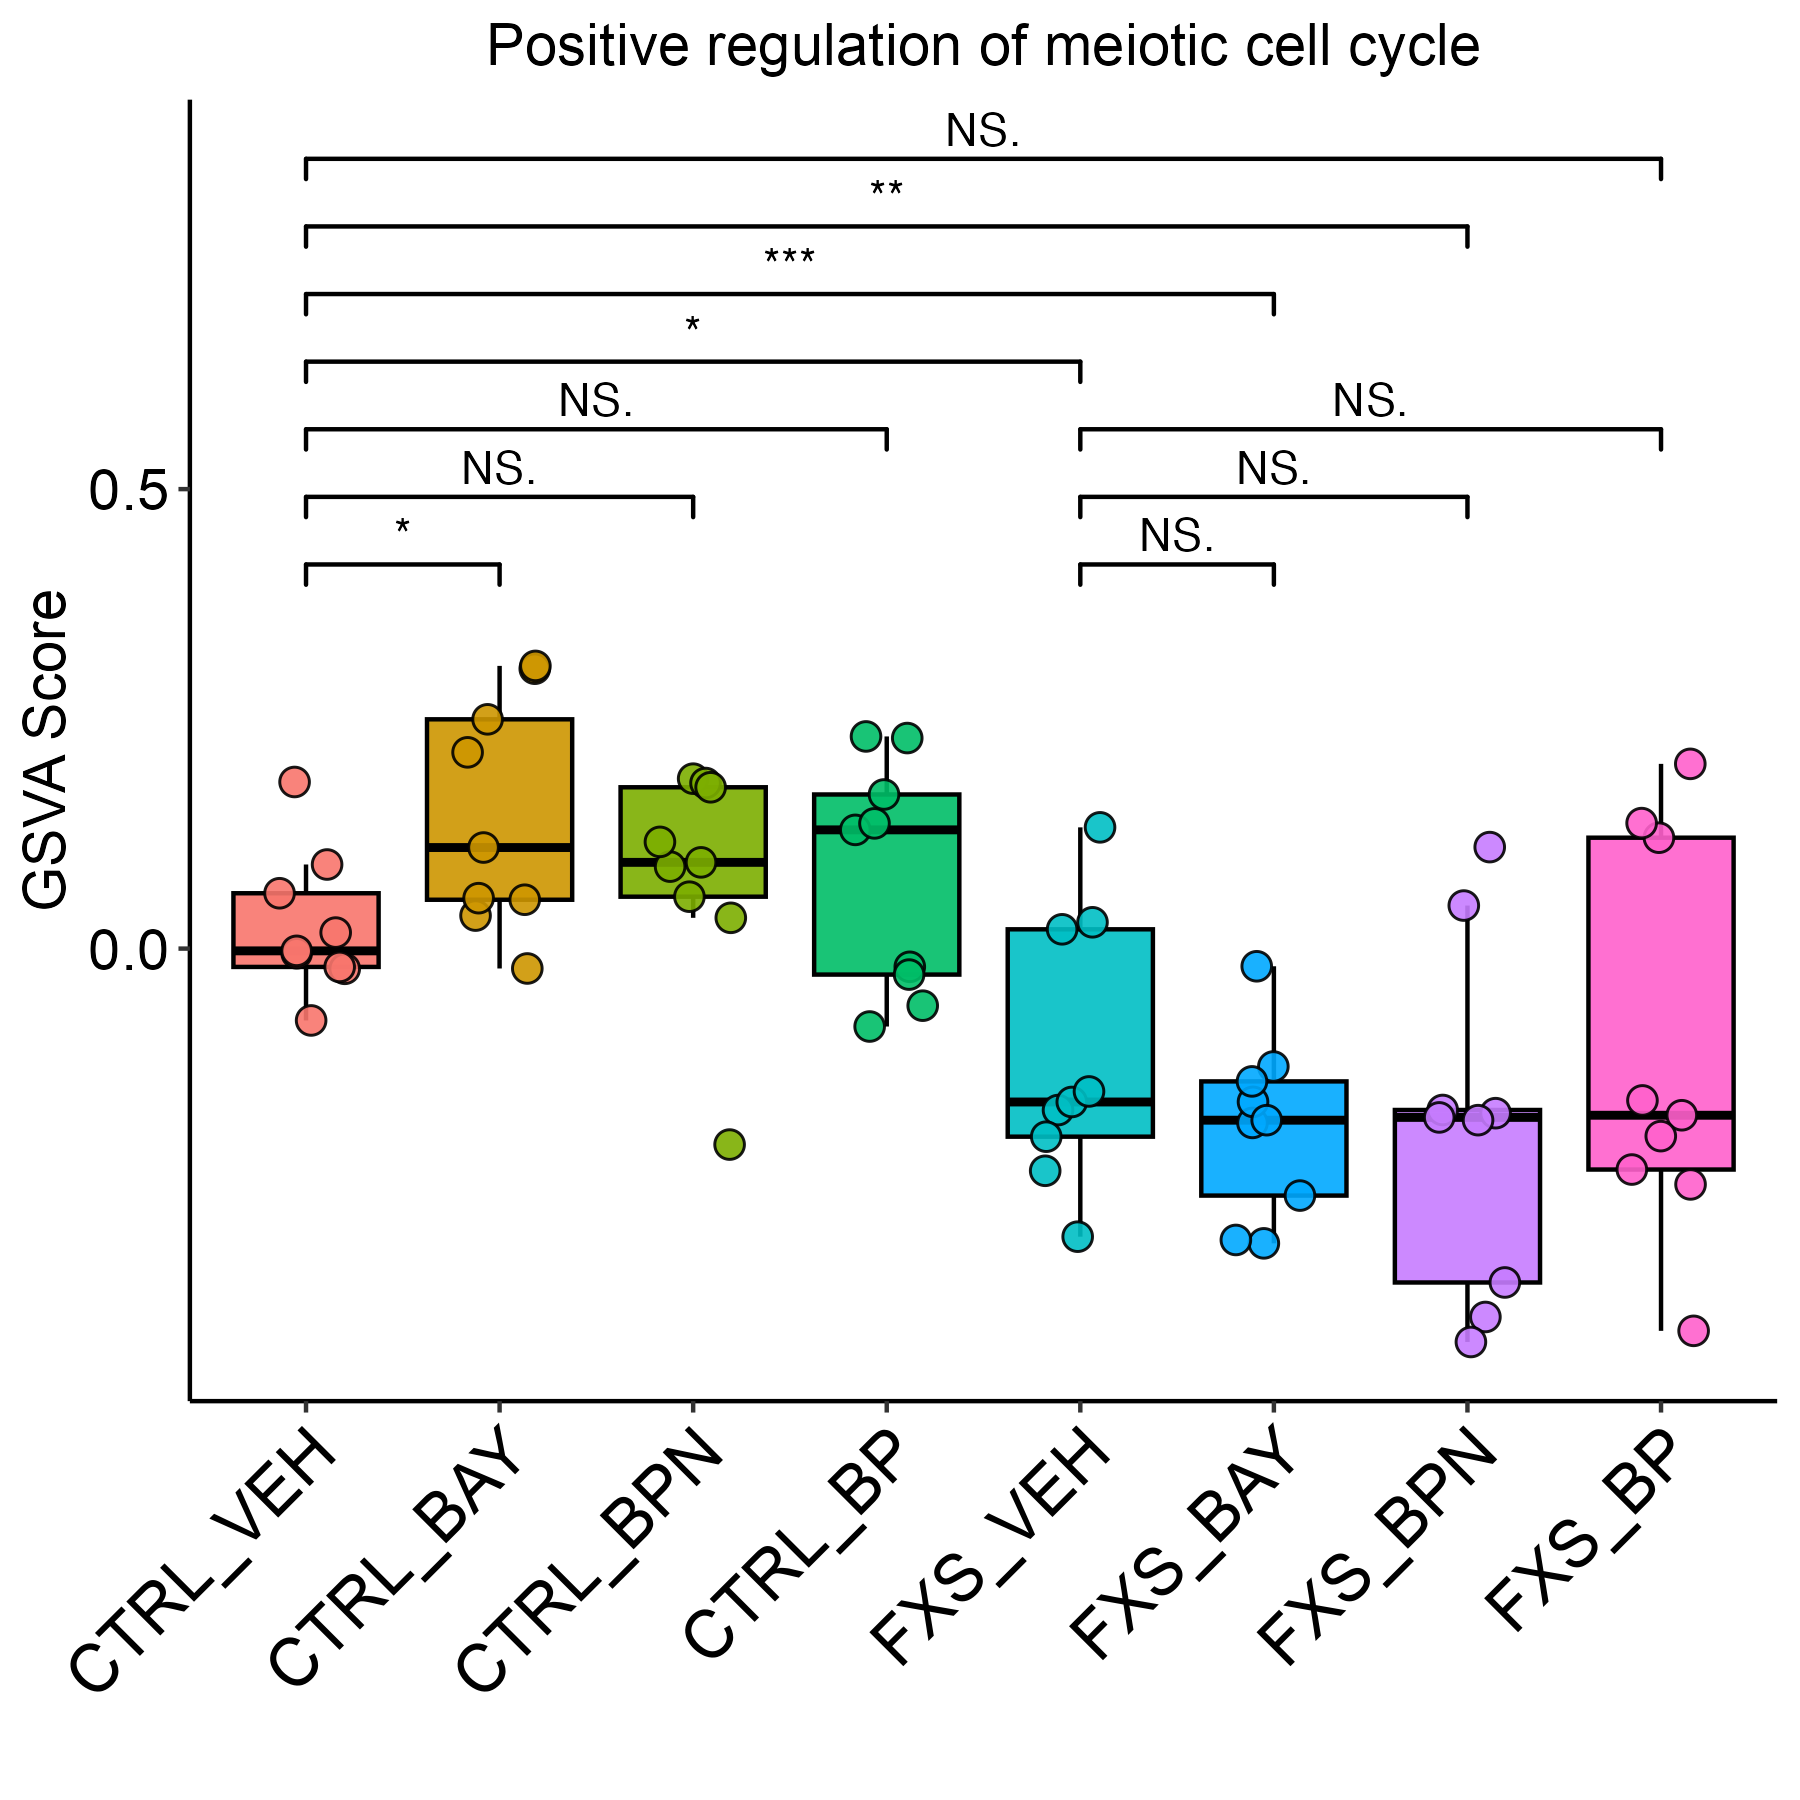 Positive regulation of meiotic cell cycle
NS.
**
***
*
NS.
NS.
NS.
NS.
*
NS.
0.5
0.0
GSVA Score
CTRL_VEH
CTRL_BAY
CTRL_BPN
CTRL_BP
FXS_VEH
FXS_BAY
FXS_BPN
FXS_BP